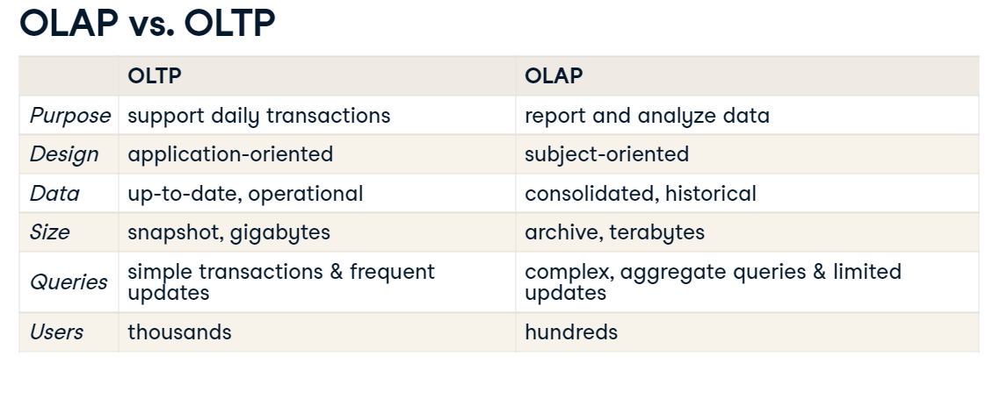 OLAP vs. OLTP
OLTP OLAP
Purpose support daily transactions report and analyze data
Design application-oriented subject-oriented
Data up-to-date, operational consolidated, historical
Size snapshot, gigabytes archive, terabytes
Queries simple transactions & frequent updates complex, aggregate queries & limited updates
Users thousands hundreds